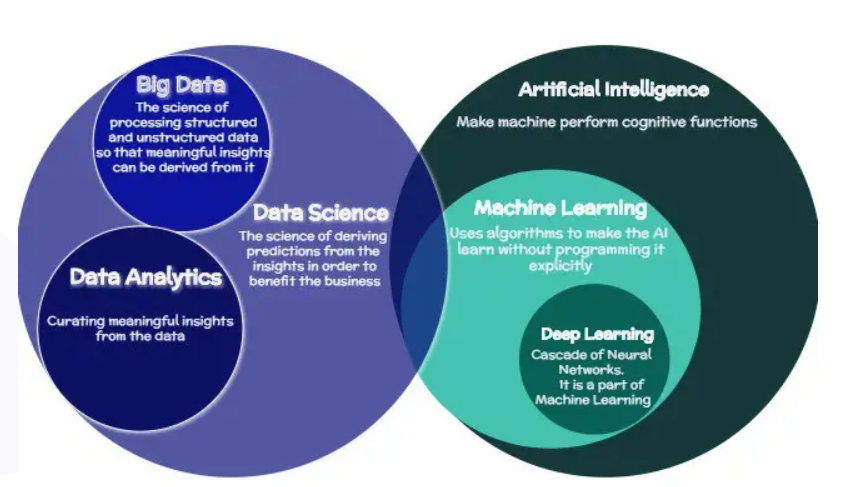 Big Data
The science of
processing structured
and unstructured data
so that meaningful insights
can be derived from it
Data Analytics
Curating meaningful insights
from the data
Data Science
The science of deriving
predictions from the
insights in order to
benefit the business
Artificial Intelligence
Make machine perform cognitive functions
Machine Learning
Uses algorithms to make the AI
learn without programming it
explicitly
Deep Learning
Cascade of Neural
Networks.
It is a part of
Machine Learning